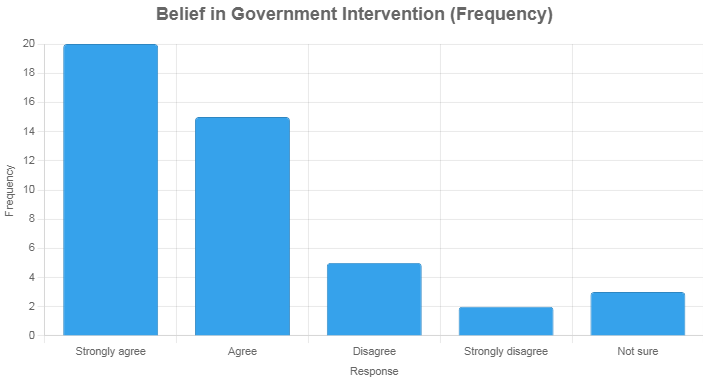 Belief in Government Intervention (Frequency)
20
18
16
14
12
10
8
6
4
2
0
Frequency
Strongly agree
Agree
Disagree
Strongly disagree
Not sure
Response